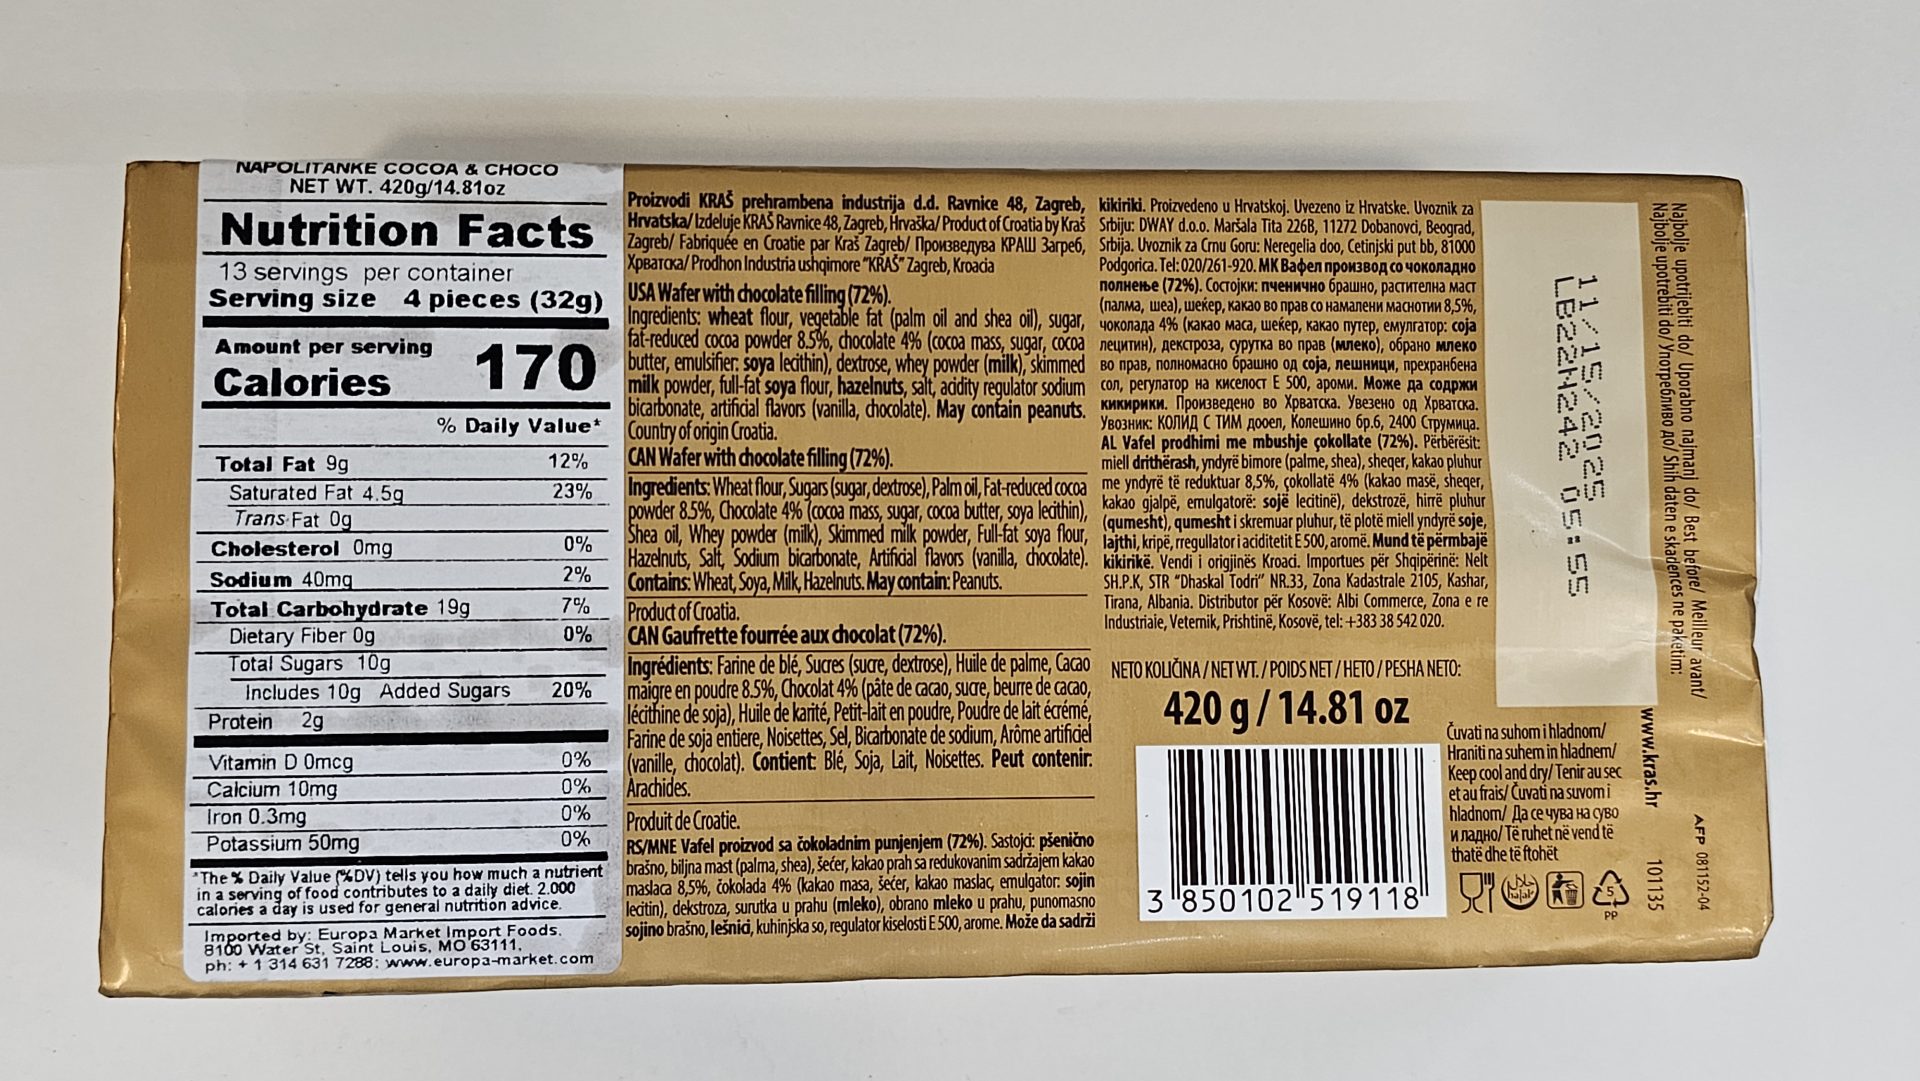 NAPOLITANKE COCOA & CHOCO
NET WT. 420g/14.81oz
Nutrition Facts
13 servings per container
Serving size 4 pieces (32g)
Amount per serving
Calories 170
% Daily Value*
Total Fat 9g 12%
Saturated Fat 4.5g 23%
Trans Fat 0g
Cholesterol 0mg 0%
Sodium 40mg 2%
Total Carbohydrate 19g 7%
Dietary Fiber 0g 0%
Total Sugars 10g
Includes 10g Added Sugars 20%
Protein 2g
Vitamin D 0mcg 0%
Calcium 10mg 0%
Iron 0.3mg 0%
Potassium 50mg 0%
*The % Daily Value (%DV) tells you how much a nutrient
in a serving of food contributes to a daily diet. 2.000
calories a day is used for general nutrition advice.
Imported by: Europa Market Import Foods.
8100 Water St, Saint Louis, MO 63111,
ph: + 1 314 631 7288: www.europa-market.com
Proizvodi KRAŠ prehrambena industrija d.d. Ravnice 48, Zagreb,
Hrvatska/ Izdeluje KRAŠ Ravnice 48, Zagreb, Hrvaška/ Product of Croatia by Kraš
Zagreb/ Fabriquée en Croatie par Kraš Zagreb/ Произведува КРАШ Загреб,
Хрватска/ Prodhon Industria ushqimore "KRAŠ" Zagreb, Kroacia
USA Wafer with chocolate filling (72%).
Ingredients: wheat flour, vegetable fat (palm oil and shea oil), sugar,
fat-reduced cocoa powder 8.5%, chocolate 4% (cocoa mass, sugar, cocoa
butter, emulsifier: soya lecithin), dextrose, whey powder (milk), skimmed
milk powder, full-fat soya flour, hazelnuts, salt, acidity regulator sodium
bicarbonate, artificial flavors (vanilla, chocolate). May contain peanuts.
Country of origin Croatia.
CAN Wafer with chocolate filling (72%).
Ingredients: Wheat flour, Sugars (sugar, dextrose), Palm oil, Fat-reduced cocoa
powder 8.5%, Chocolate 4% (cocoa mass, sugar, cocoa butter, soya lecithin),
Shea oil, Whey powder (milk), Skimmed milk powder, Full-fat soya flour,
Hazelnuts, Salt, Sodium bicarbonate, Artificial flavors (vanilla, chocolate).
Contains: Wheat, Soya, Milk, Hazelnuts. May contain: Peanuts.
Product of Croatia.
CAN Gaufrette fourrée aux chocolat (72%).
Ingrédients: Farine de blé, Sucres (sucre, dextrose), Huile de palme, Cacao
maigre en poudre 8.5%, Chocolat 4% (pâte de cacao, sucre, beurre de cacao,
lécithine de soja), Huile de karité, Petit-lait en poudre, Poudre de lait écrémé,
Farine de soja entiere, Noisettes, Sel, Bicarbonate de sodium, Arôme artificiel
(vanille, chocolat). Contient: Blé, Soja, Lait, Noisettes. Peut contenir:
Arachides.
Produit de Croatie.
RS/MNE Vafel proizvod sa čokoladnim punjenjem (72%). Sastojci: pšenično
brašno, biljna mast (palma, shea), šećer, kakao prah sa redukovanim sadržajem kakao
maslaca 8,5%, čokolada 4% (kakao masa, šećer, kakao maslac, emulgator: sojin
lecitin), dekstroza, surutka u prahu (mleko), obrano mleko u prahu, punomasno
sojino brašno, lešnici, kuhinjska so, regulator kiselosti E 500, arome. Može da sadrži
kikiriki. Proizvedeno u Hrvatskoj. Uvezeno iz Hrvatske. Uvoznik za
Srbiju: DWAY d.o.o. Maršala Tita 226B, 11272 Dobanovci, Beograd,
Srbija. Uvoznik za Crnu Goru: Neregelia doo, Cetinjski put bb, 81000
Podgorica. Tel: 020/261-920. МК Вафел производ со чоколадно
полнење (72%). Состојки: пченично брашно, растителна маст
(палма, шеа), шеќер, какао во прав со намалени маснотии 8,5%,
чоколада 4% (какао маса, шеќер, какао путер, емулгатор: соја
лецитин), декстроза, сурутка во прав (млеко), обрано млеко
во прав, полномасно брашно од соја, лешници, прехранбена
сол, регулатор на киселост E 500, ароми. Може да содржи
кикирики. Произведено во Хрватска. Увезено од Хрватска.
Увозник: КОЛИД С ТИМ дооел, Колешино бр.6, 2400 Струмица.
AL Vafel prodhimi me mbushje çokollate (72%). Përbërësit:
miell drithërash, yndyrë bimore (palme, shea), sheqer, kakao pluhur
me yndyrë të reduktuar 8,5%, çokollatë 4% (kakao masë, sheqer,
kakao gjalpë, emulgatorë: sojë lecitinë), dekstrozë, hirrë pluhur
(qumesht), qumesht i skremuar pluhur, të plotë miell yndyrë soje,
lajthi, kripë, rregullator i aciditetit E 500, aromë. Mund të përmbajë
kikirikë. Vendi i origjinës Kroaci. Importues për Shqipërinë: Nelt
SH.P.K, STR "Dhaskal Todri" NR.33, Zona Kadastrale 2105, Kashar,
Tirana, Albania. Distributor për Kosovë: Albi Commerce, Zona e re
Industriale, Veternik, Prishtinë, Kosovë, tel: +383 38 542 020.
NETO KOLIČINA / NET WT. / POIDS NET / НЕТО / PESHA NETO:
420 g / 14.81 oz
3 850102 519118
11/15/2025
LB22H242 05:55
Najbolje upotrijebiti do/ Uporabno najmanj do/ Best before/ Meilleur avant/
Najbolje upotrebiti do/ Употребливо до/ Shih daten e skadences në paketim:
Čuvati na suhom i hladnom/
Hraniti na suhem in hladnem/
Keep cool and dry/ Tenir au sec
et au frais/ Čuvati na suvom i
hladnom/ Да се чува на суво
и ладно/ Të ruhet në vend të
thatë dhe të ftohët
halal
5
PP
www.kras.hr
101135
AFP 081152-04